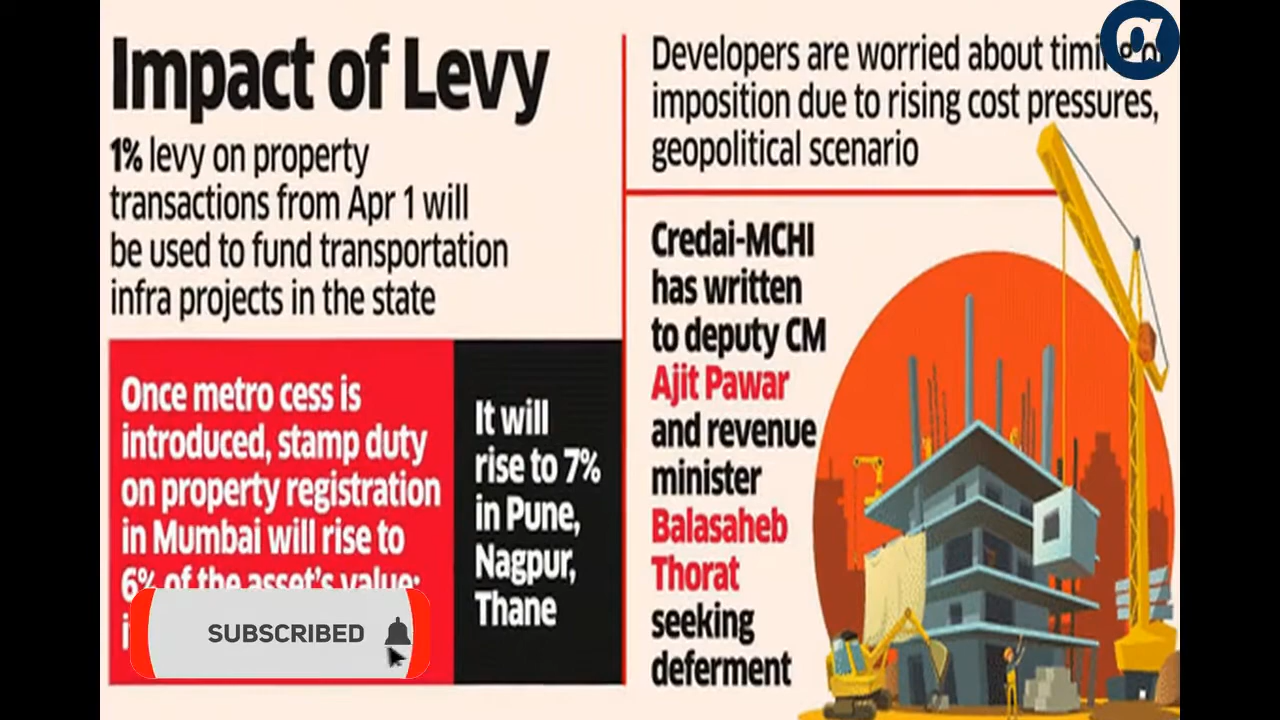 Impact of Levy
1% levy on property
transactions from Apr 1 will
be used to fund transportation
infra projects in the state
Once metro cess is
introduced, stamp duty
on property registration
in Mumbai will rise to
6% of the asset's value;
SUBSCRIBED
It will
rise to 7%
in Pune,
Nagpur,
Thane
Developers are worried about
imposition due to rising cost pressures,
geopolitical scenario
Credai-MCHI
has written
to deputy CM
Ajit Pawar
and revenue
minister
Balasaheb
Thorat
seeking
deferment